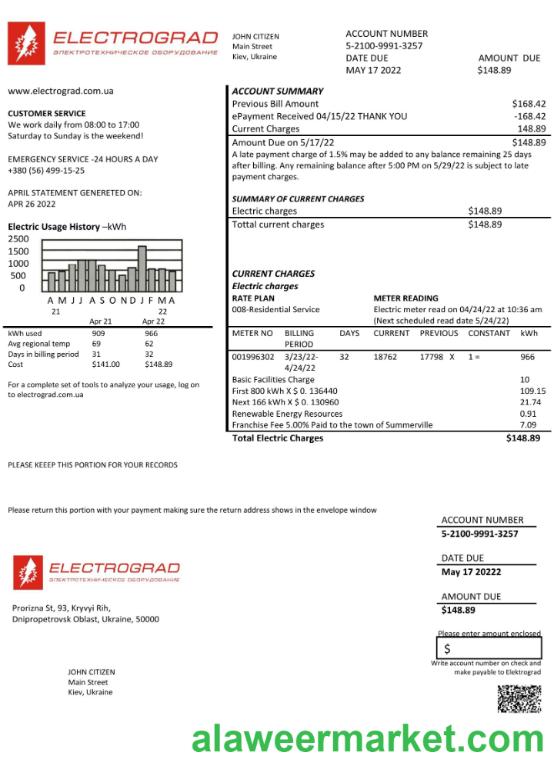 ELECTROGRAD
ЭЛЕКТРОТЕХНИЧЕСКОЕ ОБОРУДОВАНИЕ
JOHN CITIZEN
Main Street
Kiev, Ukraine
ACCOUNT NUMBER
5-2100-9991-3257
DATE DUE AMOUNT DUE
MAY 17 2022 $148.89
www.electrograd.com.ua
CUSTOMER SERVICE
We work daily from 08:00 to 17:00
Saturday to Sunday is the weekend!
EMERGENCY SERVICE -24 HOURS A DAY
+380 (56) 499-15-25
APRIL STATEMENT GENERETED ON:
APR 26 2022
Electric Usage History –kWh
2500
1500
1000
500
0
A M J J A S O N D J F M A
21 22
Apr 21 Apr 22
kWh used 909 966
Avg regional temp 69 62
Days in billing period 31 32
Cost $141.00 $148.89
For a complete set of tools to analyze your usage, log on
to electrograd.com.ua
ACCOUNT SUMMARY
Previous Bill Amount $168.42
ePayment Received 04/15/22 THANK YOU -168.42
Current Charges 148.89
Amount Due on 5/17/22 $148.89
A late payment charge of 1.5% may be added to any balance remaining 25 days
after billing. Any remaining balance after 5:00 PM on 5/29/22 is subject to late
payment charges.
SUMMARY OF CURRENT CHARGES
Electric charges $148.89
Tottal current charges $148.89
CURRENT CHARGES
Electric charges
RATE PLAN METER READING
008-Residential Service Electric meter read on 04/24/22 at 10:36 am
(Next scheduled read date 5/24/22)
METER NO BILLING DAYS CURRENT PREVIOUS CONSTANT kWh
PERIOD
001996302 3/23/22- 32 18762 17798 X 1 = 966
4/24/22
Basic Facilities Charge 10
First 800 kWh X $ 0. 136440 109.15
Next 166 kWh X $ 0. 130960 21.74
Renewable Energy Resources 0.91
Franchise Fee 5.00% Paid to the town of Summerville 7.09
Total Electric Charges $148.89
PLEASE KEEEP THIS PORTION FOR YOUR RECORDS
Please return this portion with your payment making sure the return address shows in the envelope window
ACCOUNT NUMBER
5-2100-9991-3257
DATE DUE
May 17 20222
AMOUNT DUE
$148.89
Please enter amount enclosed
$
Write account number on check and
make payable to Elektrograd
ELECTROGRAD
ЭЛЕКТРОТЕХНИЧЕСКОЕ ОБОРУДОВАНИЕ
Prorizna St, 93, Kryvyi Rih,
Dnipropetrovsk Oblast, Ukraine, 50000
JOHN CITIZEN
Main Street
Kiev, Ukraine
alaweermarket.com